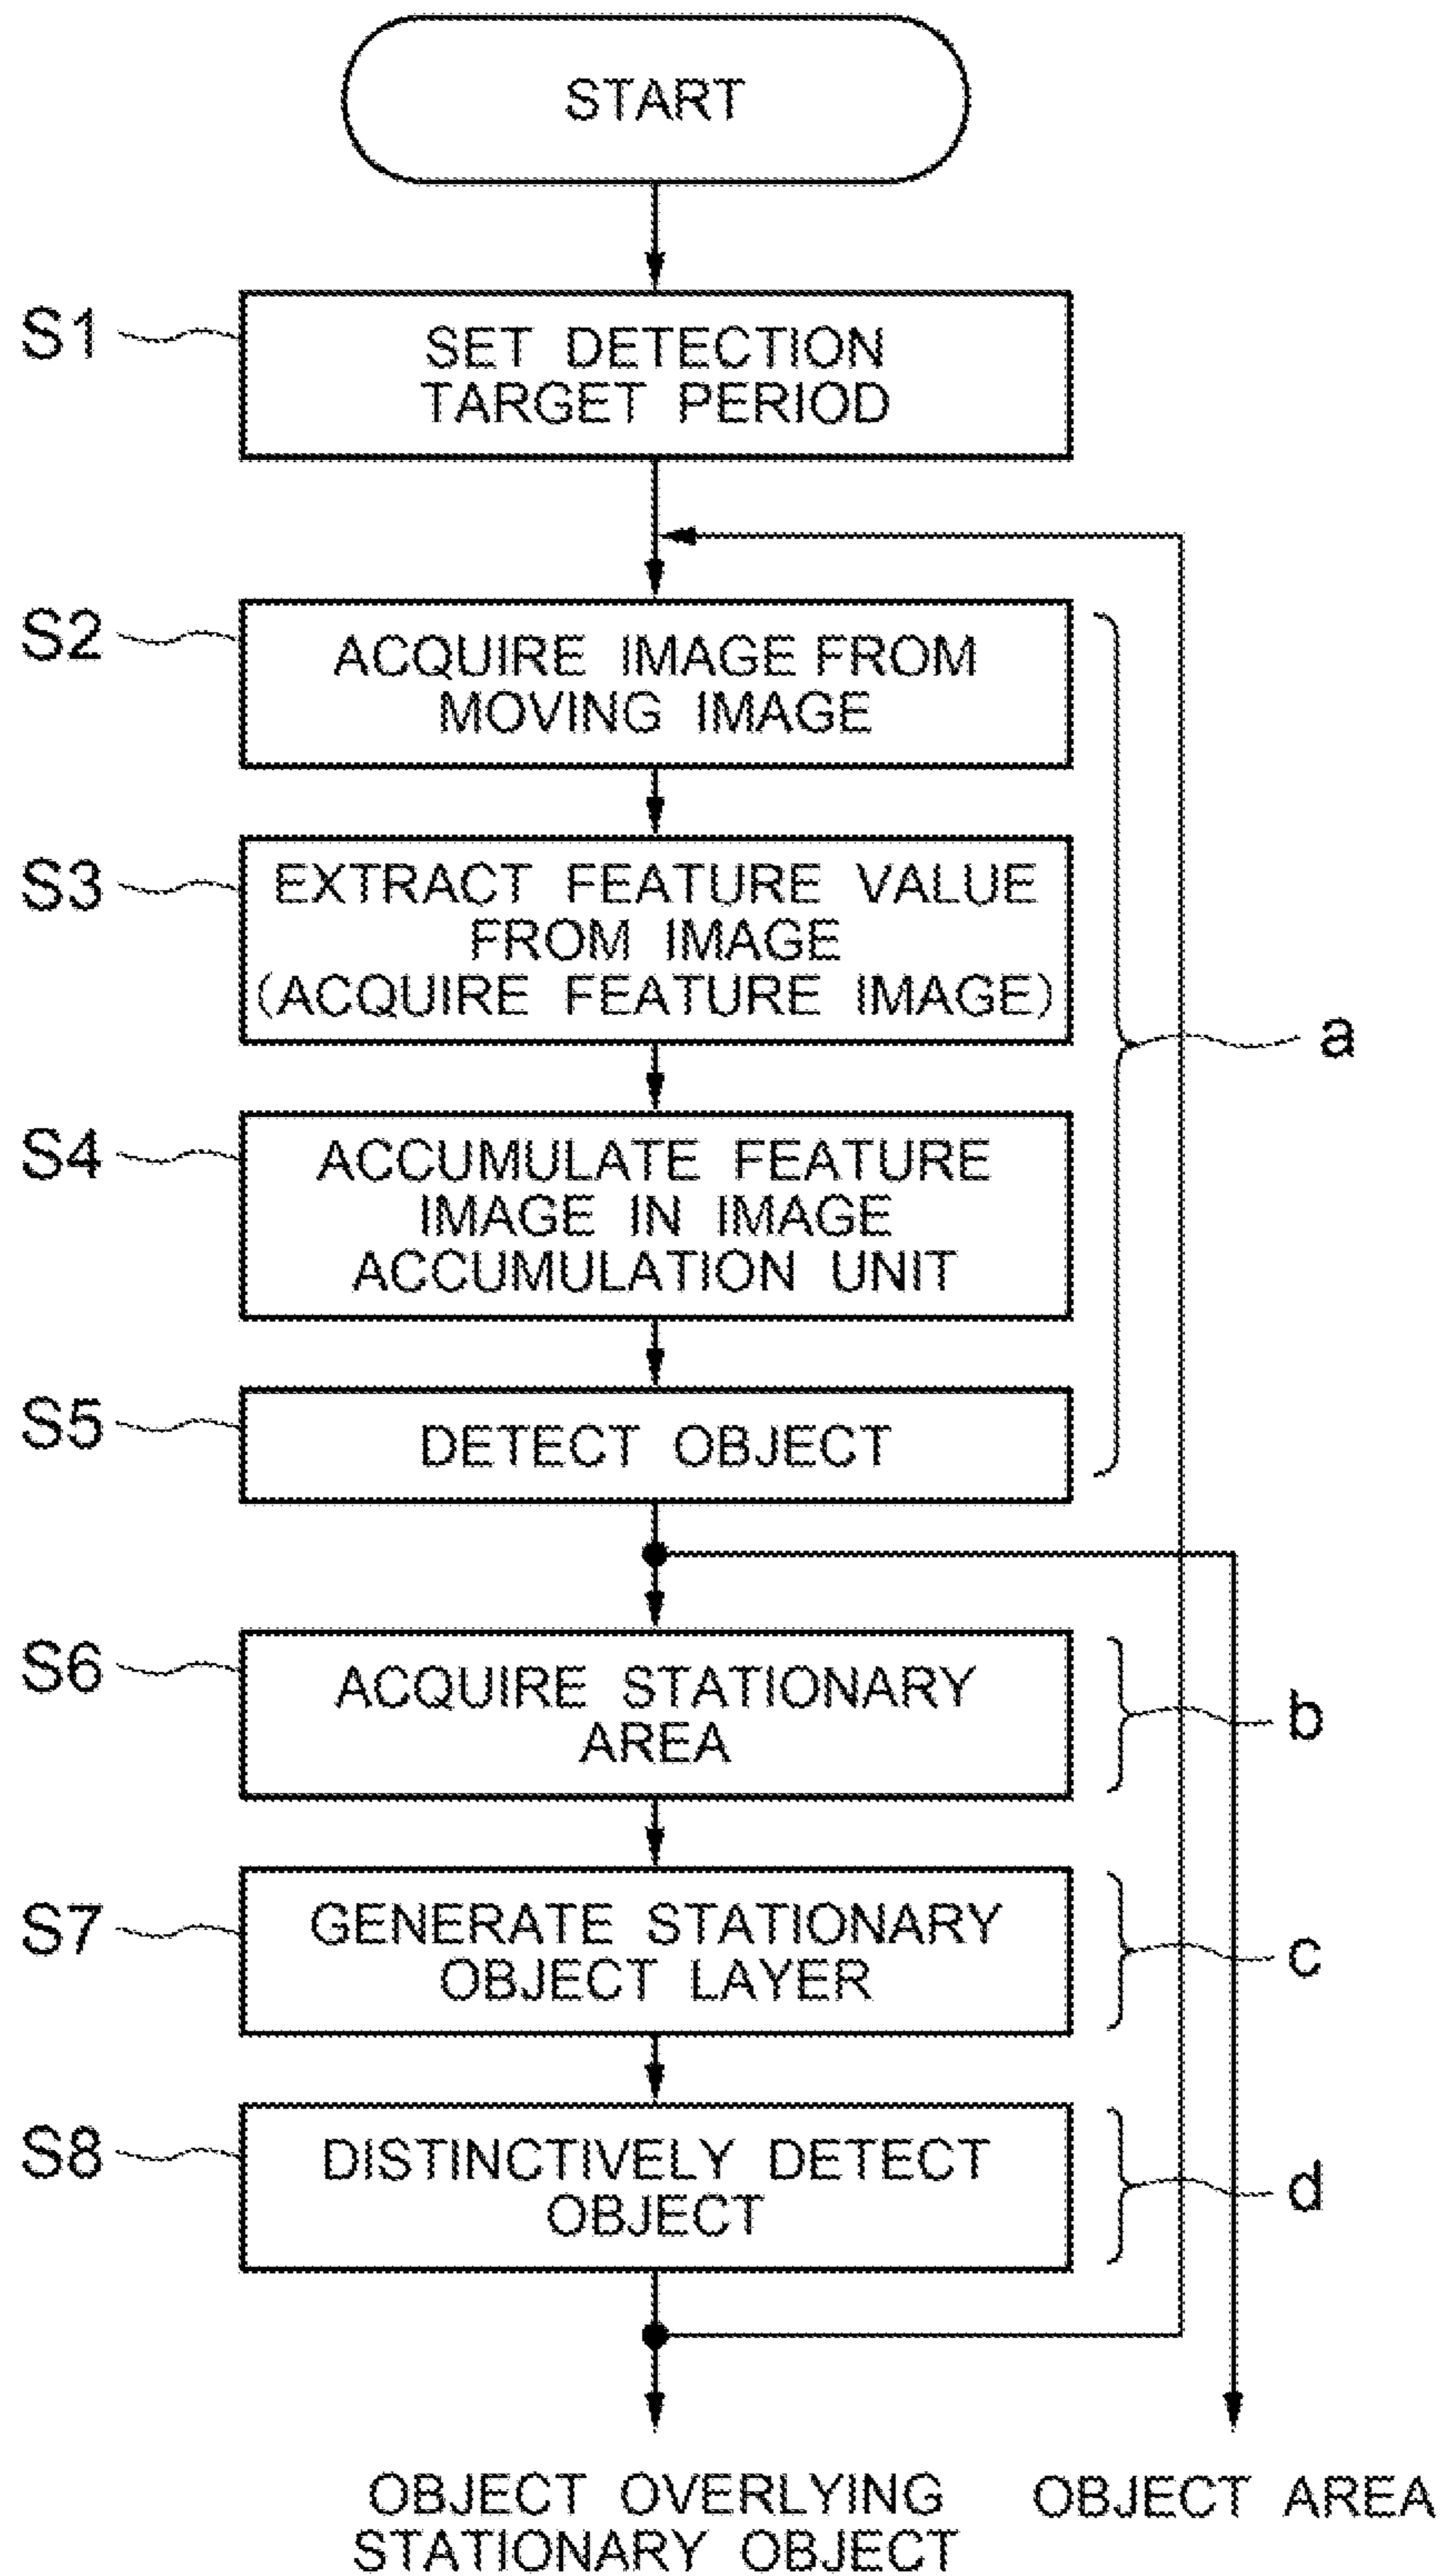 START
S1
SET DETECTION
TARGET PERIOD
S2
ACQUIRE IMAGE FROM
MOVING IMAGE
S3
EXTRACT FEATURE VALUE
FROM IMAGE
(ACQUIRE FEATURE IMAGE)
a
S4
ACCUMULATE FEATURE
IMAGE IN IMAGE
ACCUMULATION UNIT
S5
DETECT OBJECT
S6
ACQUIRE STATIONARY
AREA
b
S7
GENERATE STATIONARY
OBJECT LAYER
c
S8
DISTINCTIVELY DETECT
OBJECT
d
OBJECT OVERLYING
STATIONARY OBJECT
OBJECT AREA